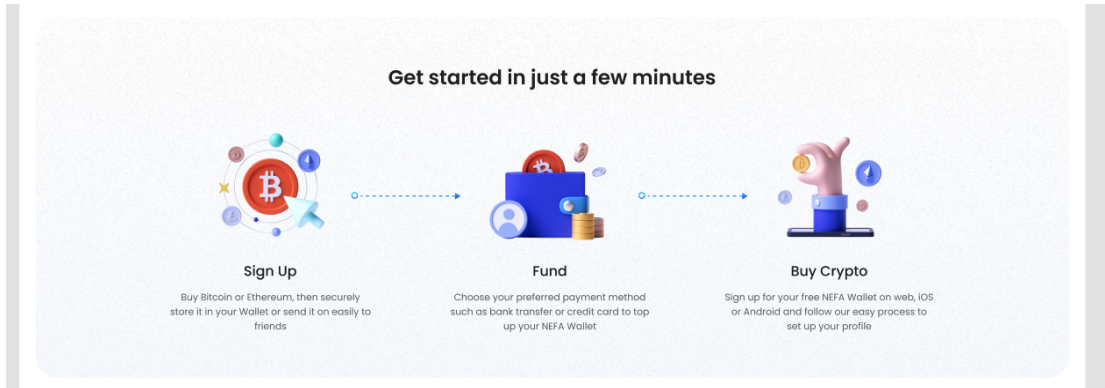 Get started in just a few minutes
Sign Up
Buy Bitcoin or Ethereum, then securely
store it in your Wallet or send it on easily to
friends
Fund
Choose your preferred payment method
such as bank transfer or credit card to top
up your NEFA Wallet
Buy Crypto
Sign up for your free NEFA Wallet on web, iOS
or Android and follow our easy process to
set up your profile